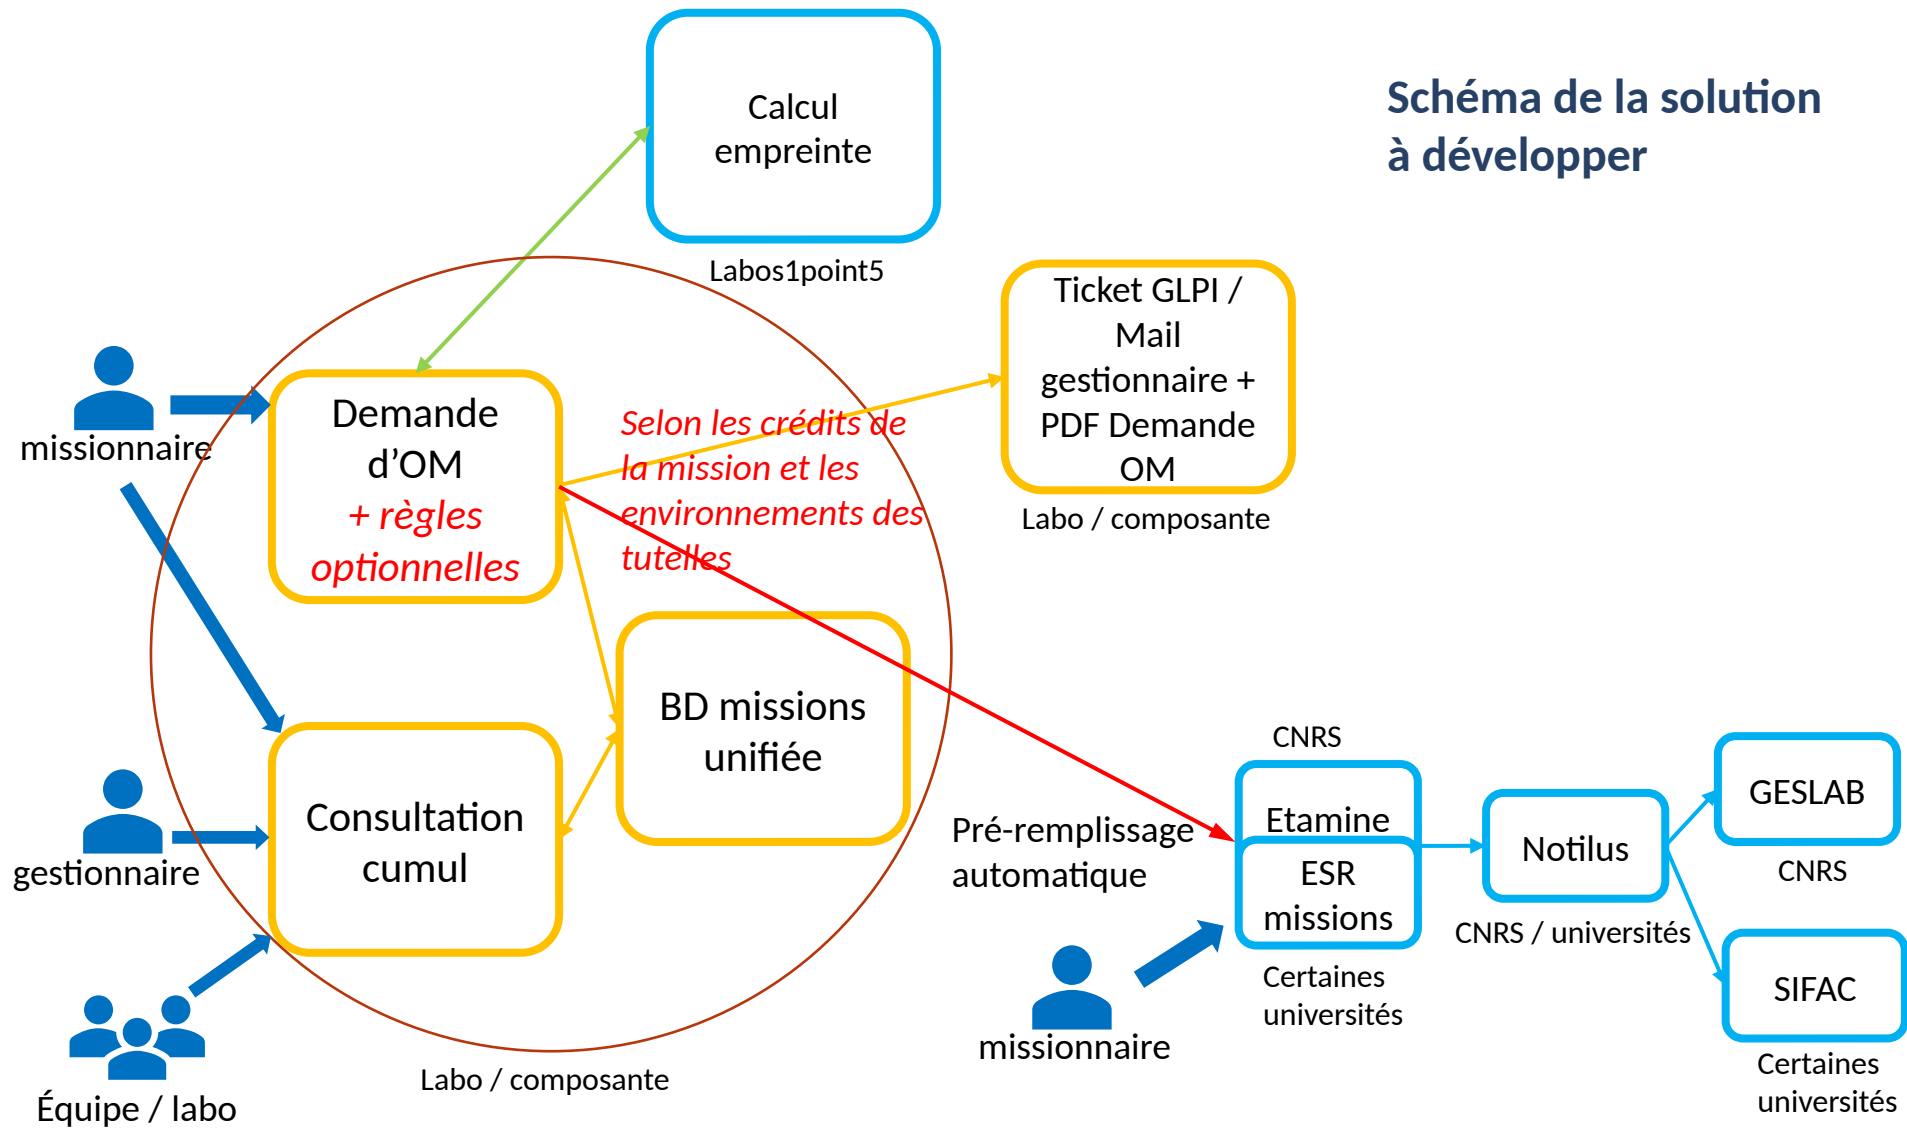 Schéma de la solution
à développer
Calcul
empreinte
Labos1point5
Ticket GLPI /
Mail
gestionnaire +
PDF Demande
OM
Labo / composante
missionnaire
Demande
d’OM
+ règles
optionnelles
Selon les crédits de
la mission et les
environnements des
tutelles
BD missions
unifiée
Consultation
cumul
gestionnaire
Équipe / labo
Labo / composante
Pré-remplissage
automatique
missionnaire
CNRS
Etamine
ESR
missions
Certaines
universités
Notilus
CNRS / universités
GESLAB
CNRS
SIFAC
Certaines
universités